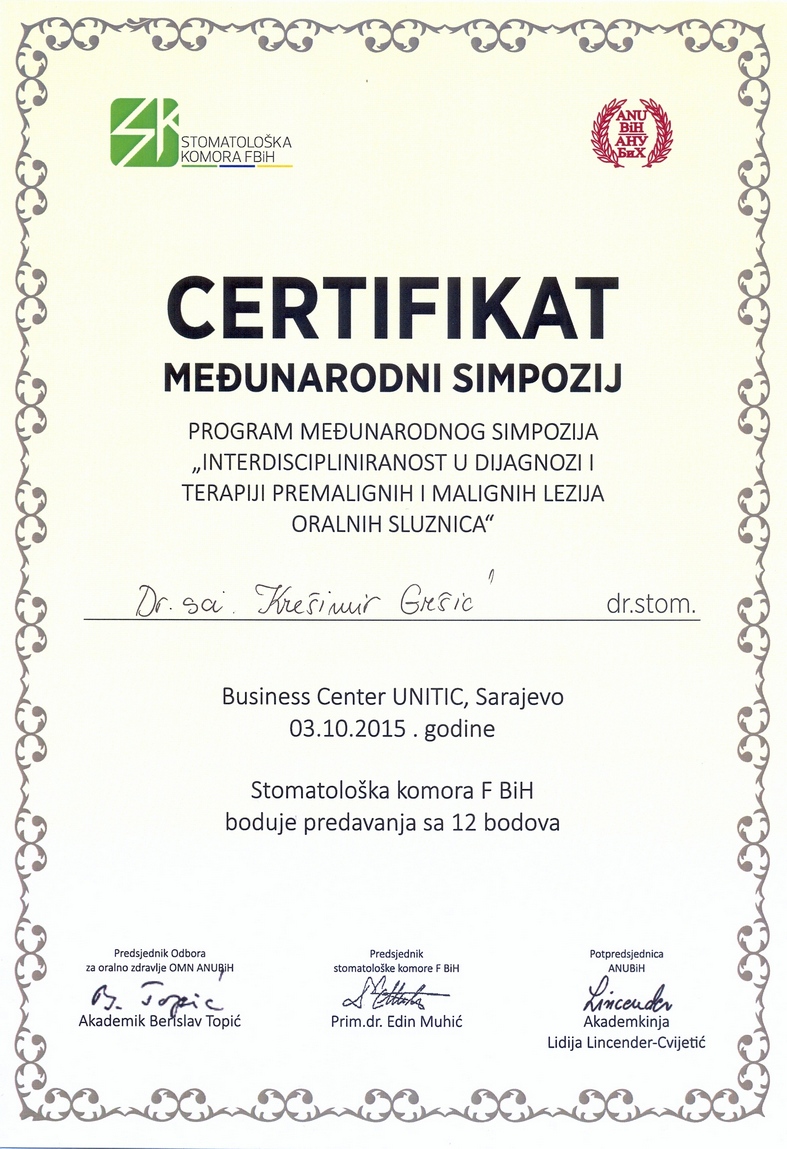 STOMATOLOŠKA
KOMORA FBiH
ANU
BiH
АНУ
БиХ
CERTIFIKAT
MEĐUNARODNI SIMPOZIJ
PROGRAM MEĐUNARODNOG SIMPOZIJA
„INTERDISCIPLINIRANOST U DIJAGNOZI I
TERAPIJI PREMALIGNIH I MALIGNIH LEZIJA
ORALNIH SLUZNICA“
Dr. sci. Krešimir Gršić dr.stom.
Business Center UNITIC, Sarajevo
03.10.2015 . godine
Stomatološka komora F BiH
boduje predavanja sa 12 bodova
Predsjednik Odbora
za oralno zdravlje OMN ANUBiH
B. Topić
Akademik Berislav Topić
Predsjednik
stomatološke komore F BiH
Prim.dr. Edin Muhić
Potpredsjednica
ANUBiH
Lincender
Akademkinja
Lidija Lincender-Cvijetić